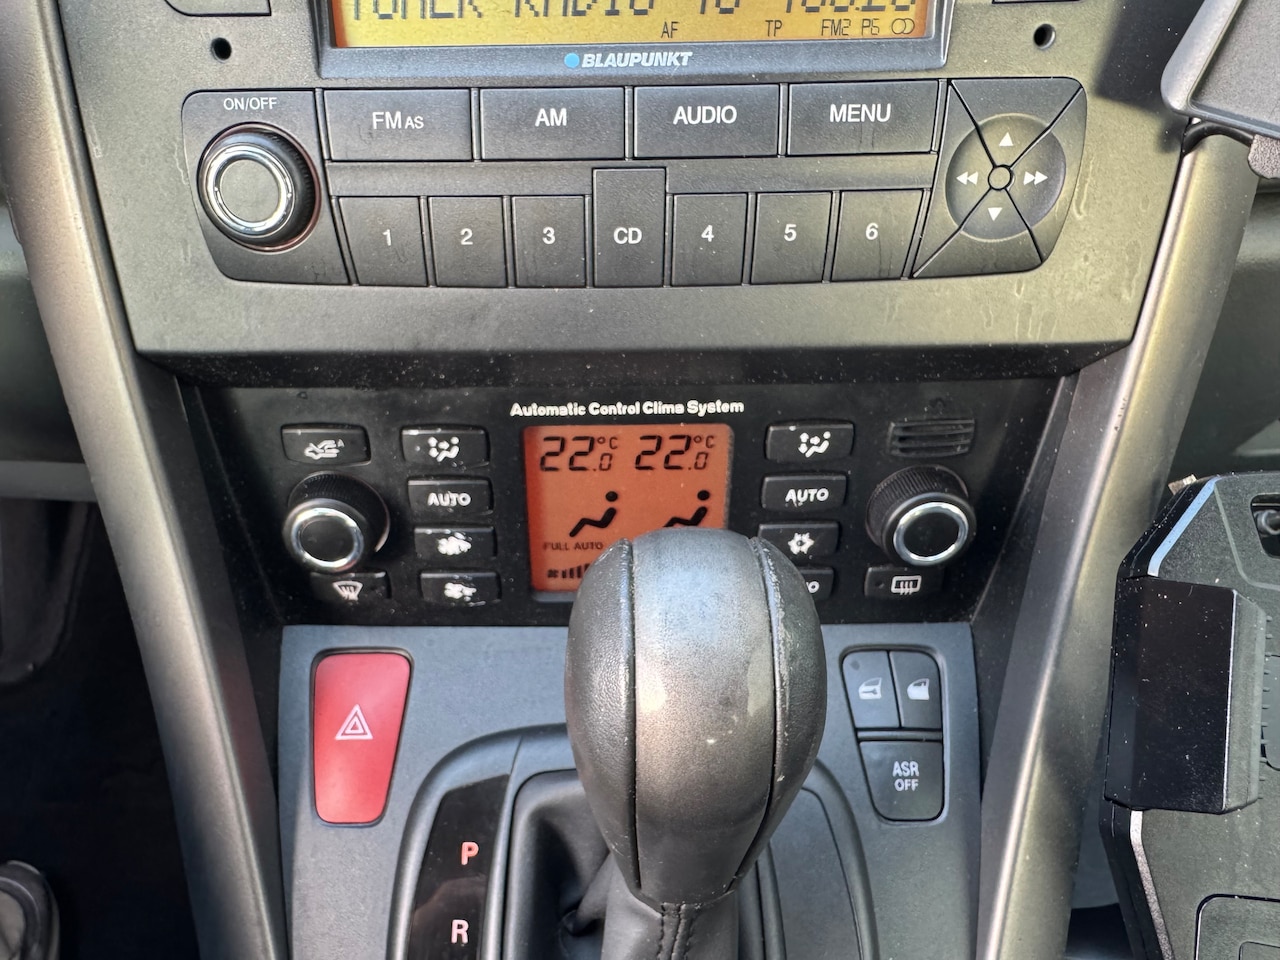 AF TP FM2 P6
BLAUPUNKT
ON/OFF
FM AS
AM
AUDIO
MENU
1
2
3
CD
4
5
6
Automatic Control Clima System
22.0 °C 22.0 °C
AUTO
AUTO
FULL AUTO
ASR
OFF
P
R